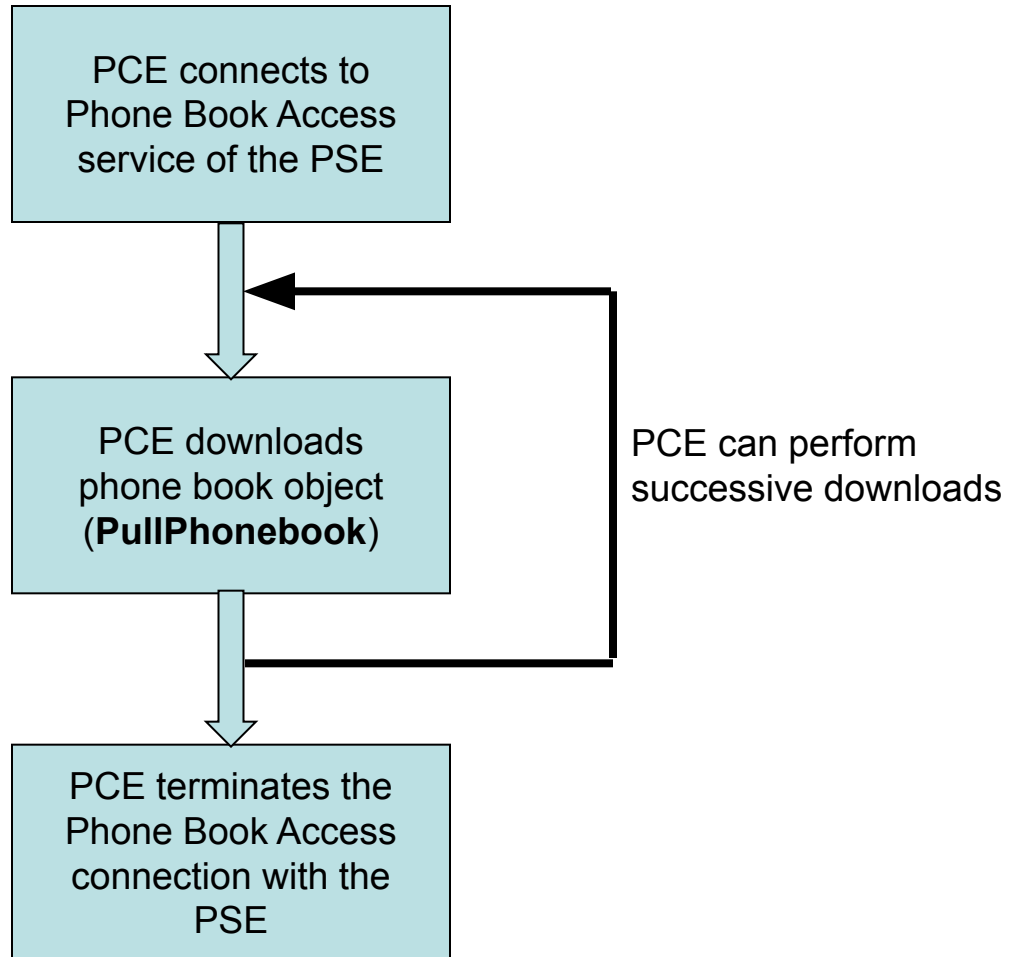 PCE connects to
Phone Book Access
service of the PSE
PCE downloads
phone book object
(PullPhonebook)
PCE can perform
successive downloads
PCE terminates the
Phone Book Access
connection with the
PSE